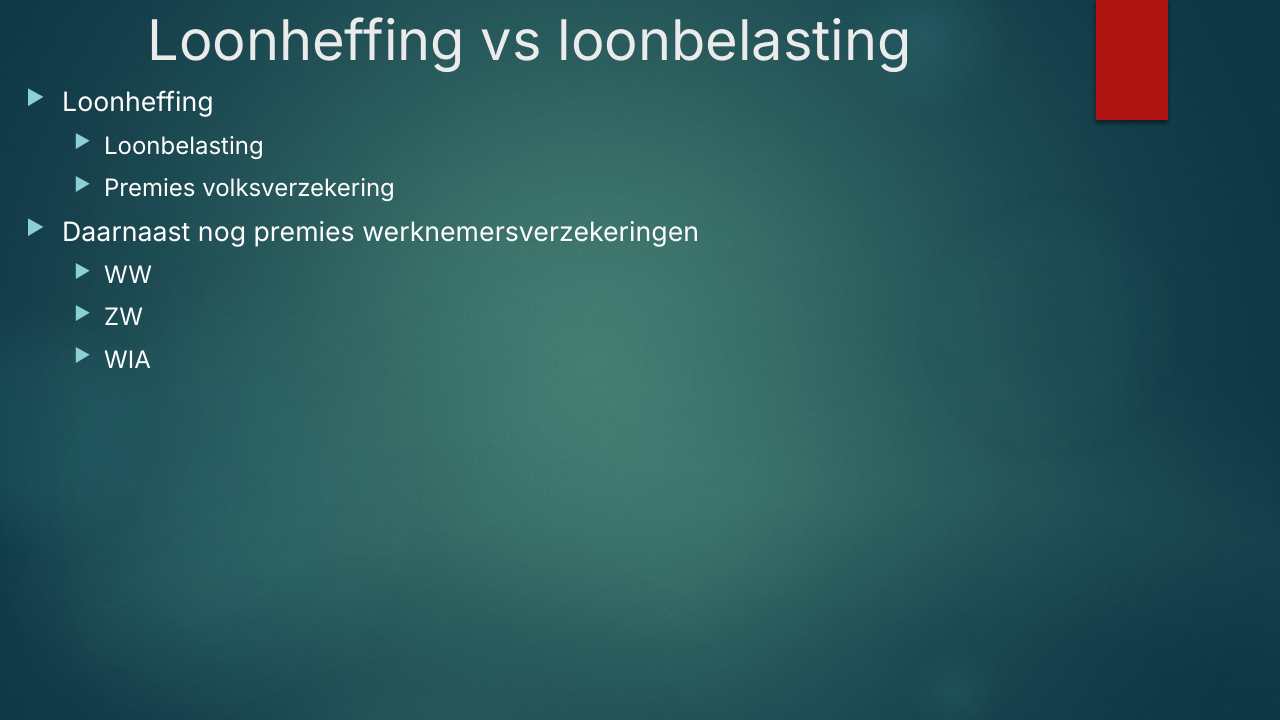 Loonheffing vs loonbelasting
Loonheffing
Loonbelasting
Premies volksverzekering
Daarnaast nog premies werknemersverzekeringen
WW
ZW
WIA